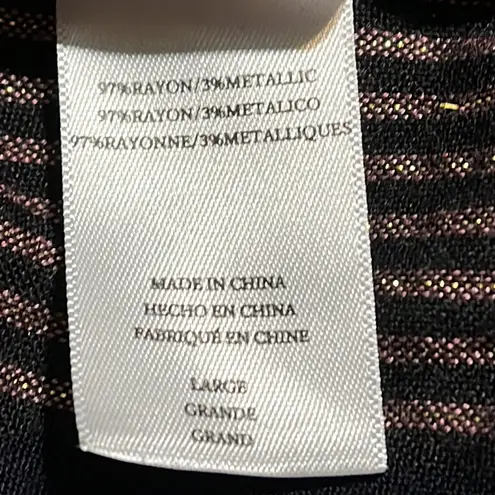 97%RAYON/3%METALLIC
97%RAYON/3%METALICO
97%RAYONNE/3%METALLIQUES
MADE IN CHINA
HECHO EN CHINA
FABRIQUÉ EN CHINE
LARGE
GRANDE
GRAND